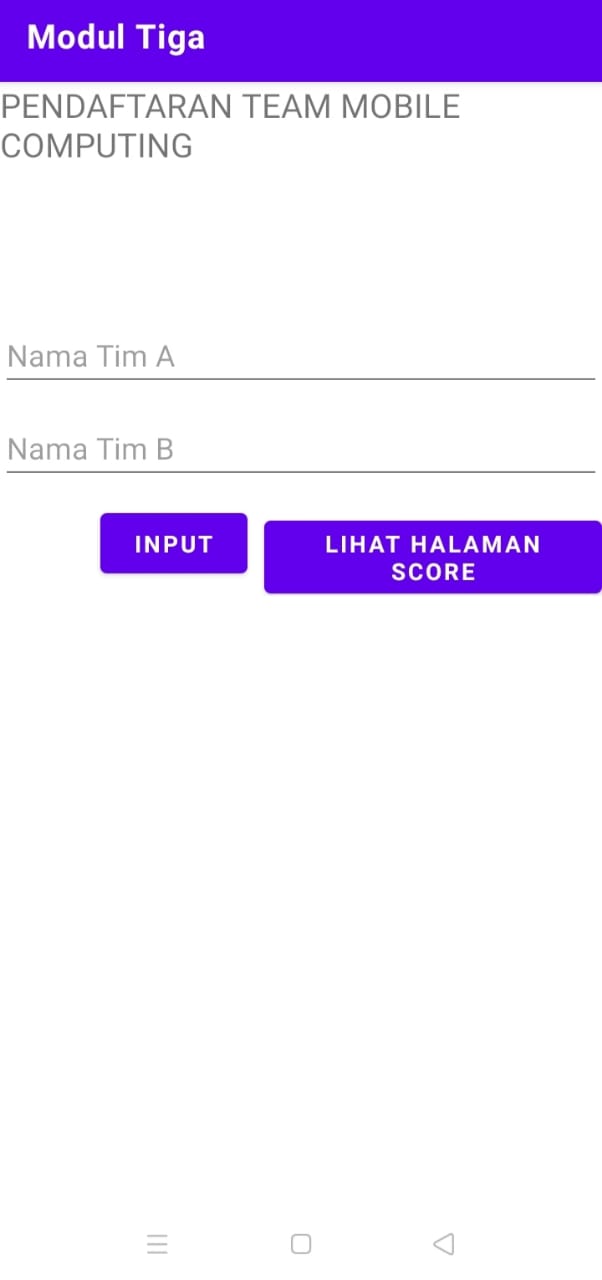 Modul Tiga
PENDAFTARAN TEAM MOBILE
COMPUTING
Nama Tim A
Nama Tim B
INPUT
LIHAT HALAMAN
SCORE